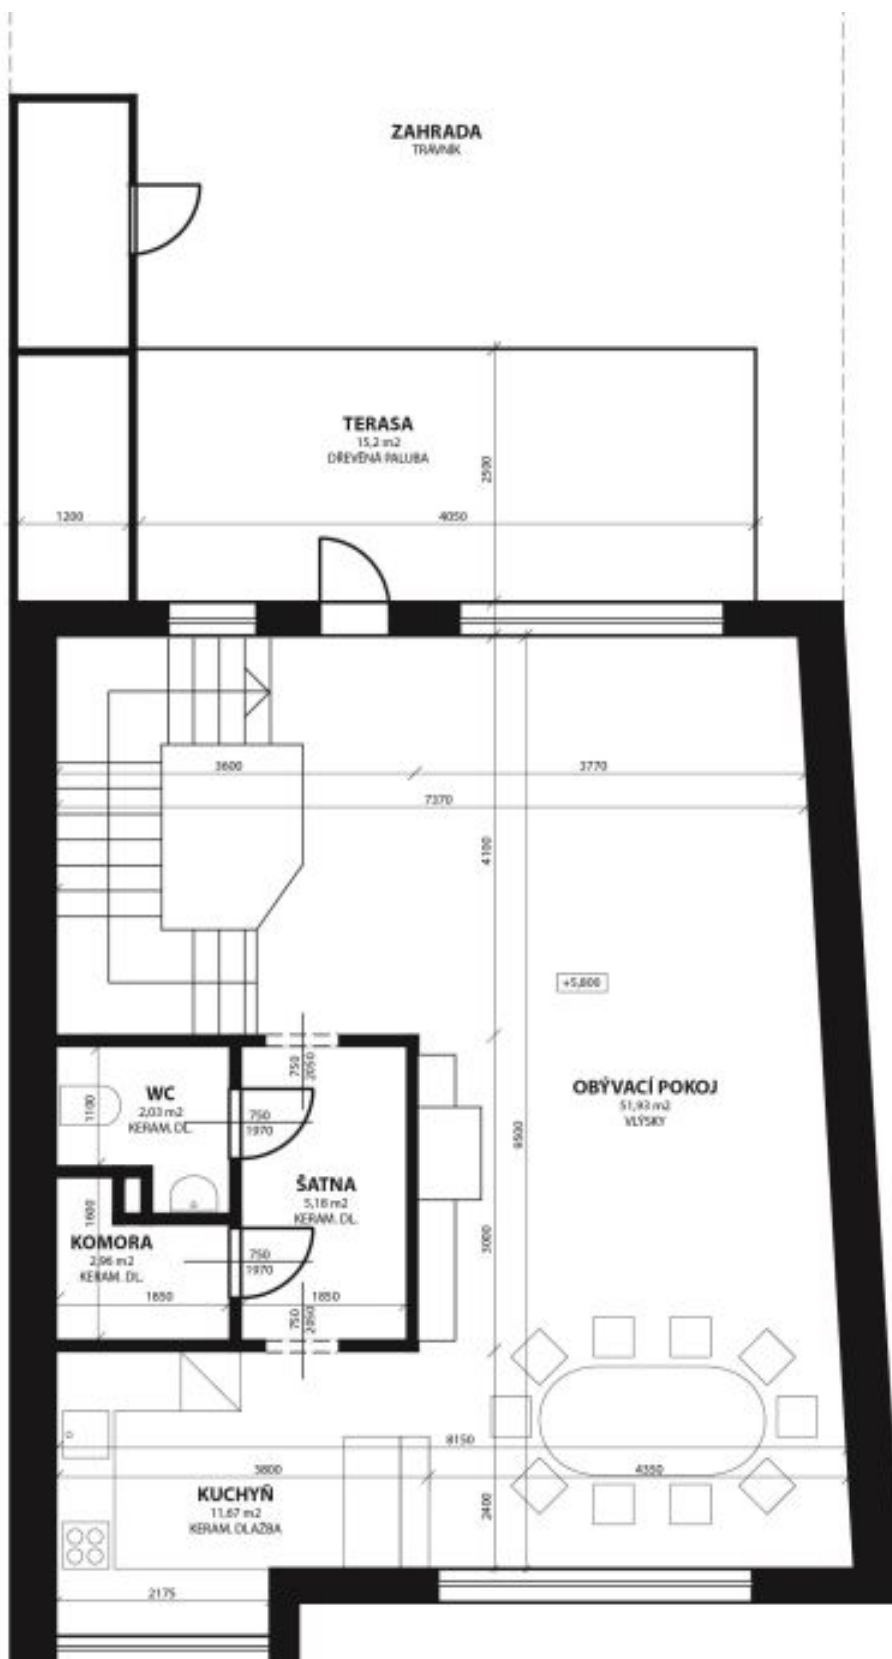 ZAHRADA
TRÁVNÍK
TERASA
15,2 m2
DŘEVĚNÁ PALUBA
2500
1200
4050
3600
3770
7370
4100
+5,800
750
2050
WC
2,03 m2
KERAM. DL.
1100
750
1970
OBÝVACÍ POKOJ
51,93 m2
VLÝSKY
8500
ŠATNA
5,18 m2
KERAM. DL.
1600
KOMORA
2,96 m2
KERAM. DL.
750
1970
3000
1850
1850
750
2050
8150
3800
4350
KUCHYŇ
11,67 m2
KERAM. DLAŽBA
2400
2175